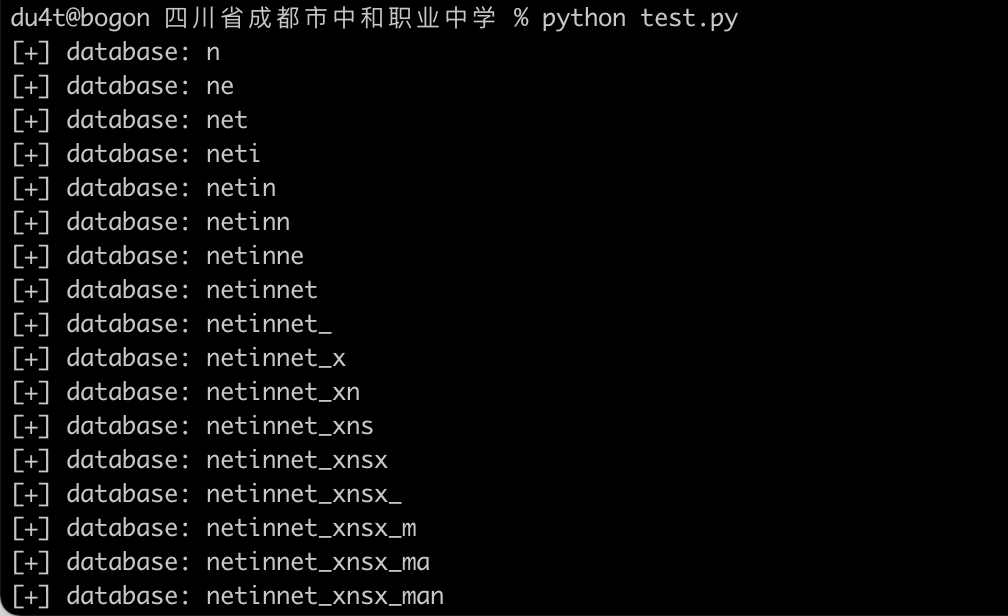 du4t@bogon 四川省成都市中和职业中学 % python test.py
[+] database: n
[+] database: ne
[+] database: net
[+] database: neti
[+] database: netin
[+] database: netinn
[+] database: netinne
[+] database: netinnet
[+] database: netinnet_
[+] database: netinnet_x
[+] database: netinnet_xn
[+] database: netinnet_xns
[+] database: netinnet_xnsx
[+] database: netinnet_xnsx_
[+] database: netinnet_xnsx_m
[+] database: netinnet_xnsx_ma
[+] database: netinnet_xnsx_man